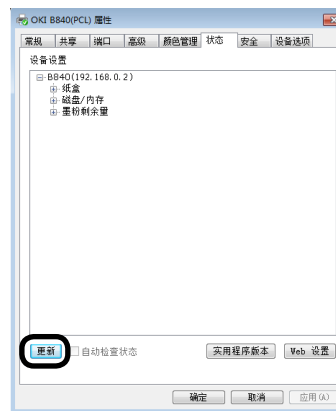 OKI B840(PCL) 属性
常规 共享 端口 高级 颜色管理 状态 安全 设备选项
设备设置
B840(192.168.0.2)
纸盒
磁盘/内存
墨粉剩余量
更新 自动检查状态 实用程序版本 Web 设置
确定 取消 应用(A)